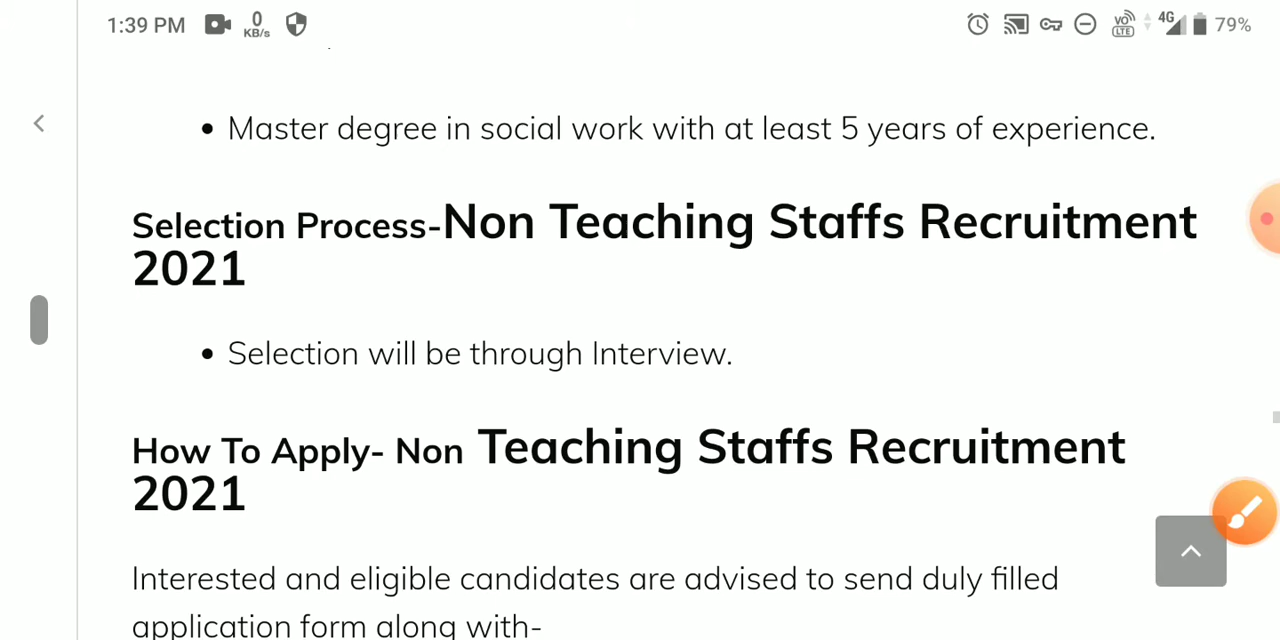 1:39 PM 0 KB/s VO LTE 4G 79%
Master degree in social work with at least 5 years of experience.
Selection Process-Non Teaching Staffs Recruitment
2021
Selection will be through Interview.
How To Apply- Non Teaching Staffs Recruitment
2021
Interested and eligible candidates are advised to send duly filled
application form along with-